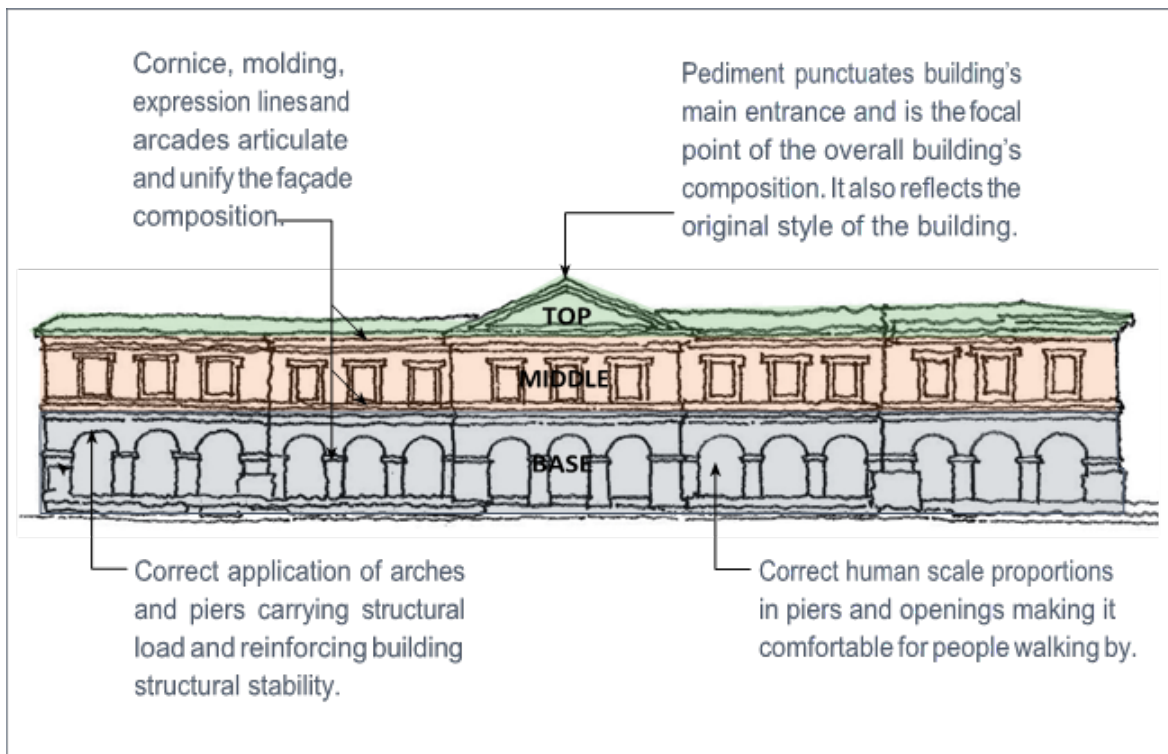 Cornice, molding,
expression lines and
arcades articulate
and unify the façade
composition.
Pediment punctuates building's
main entrance and is the focal
point of the overall building's
composition. It also reflects the
original style of the building.
TOP
MIDDLE
BASE
Correct application of arches
and piers carrying structural
load and reinforcing building
structural stability.
Correct human scale proportions
in piers and openings making it
comfortable for people walking by.